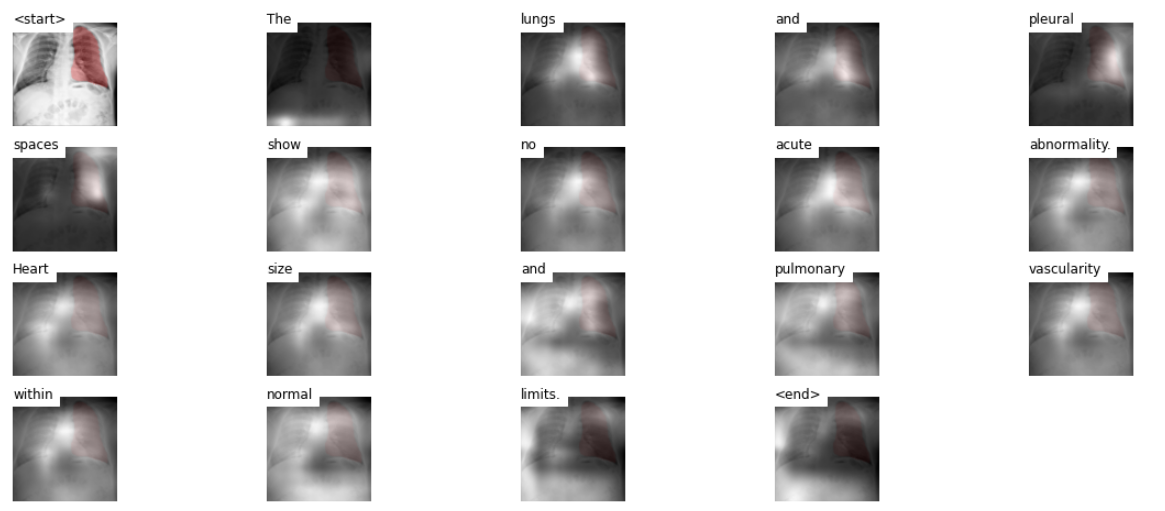 <start> The lungs and pleural
spaces show no acute abnormality.
Heart size and pulmonary vascularity
within normal limits. <end>